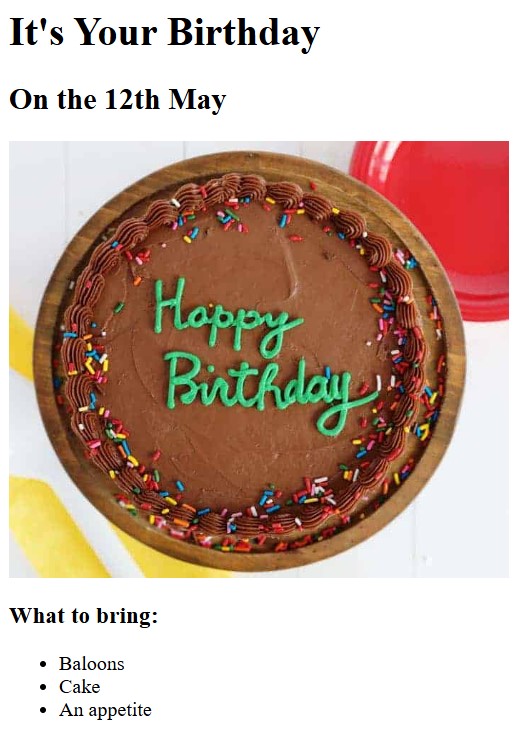 It's Your Birthday
On the 12th May
Happy
Birthday
What to bring:
Baloons
Cake
An appetite